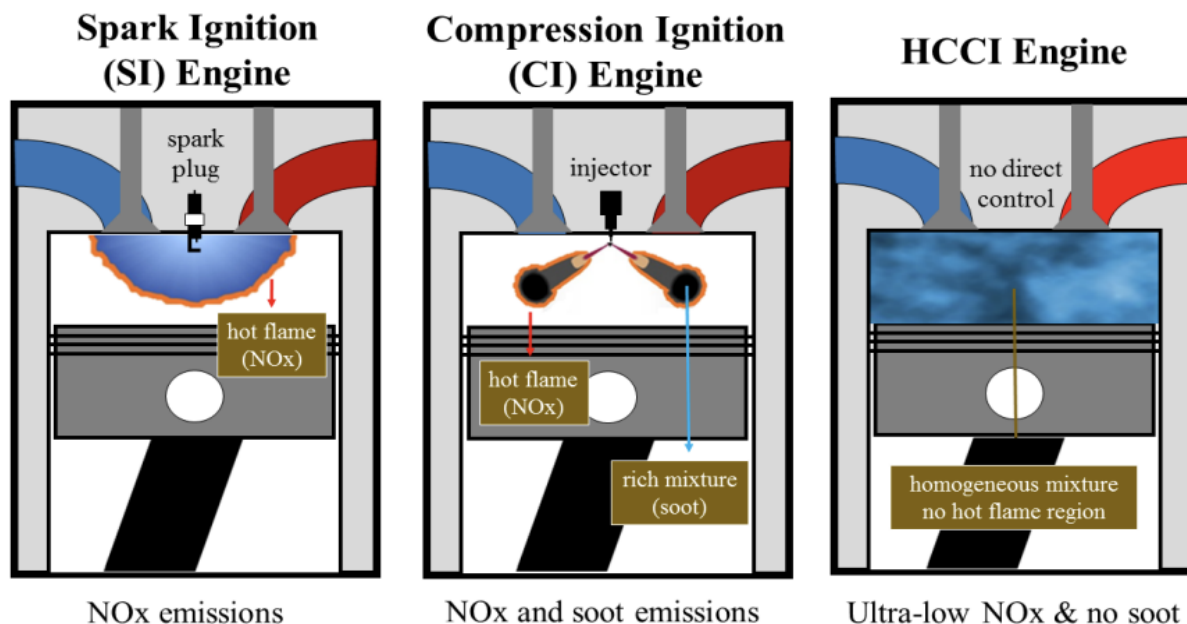 Spark Ignition
(SI) Engine
spark
plug
hot flame
(NOx)
NOx emissions
Compression Ignition
(CI) Engine
injector
hot flame
(NOx)
rich mixture
(soot)
NOx and soot emissions
HCCI Engine
no direct
control
homogeneous mixture
no hot flame region
Ultra-low NOx & no soot